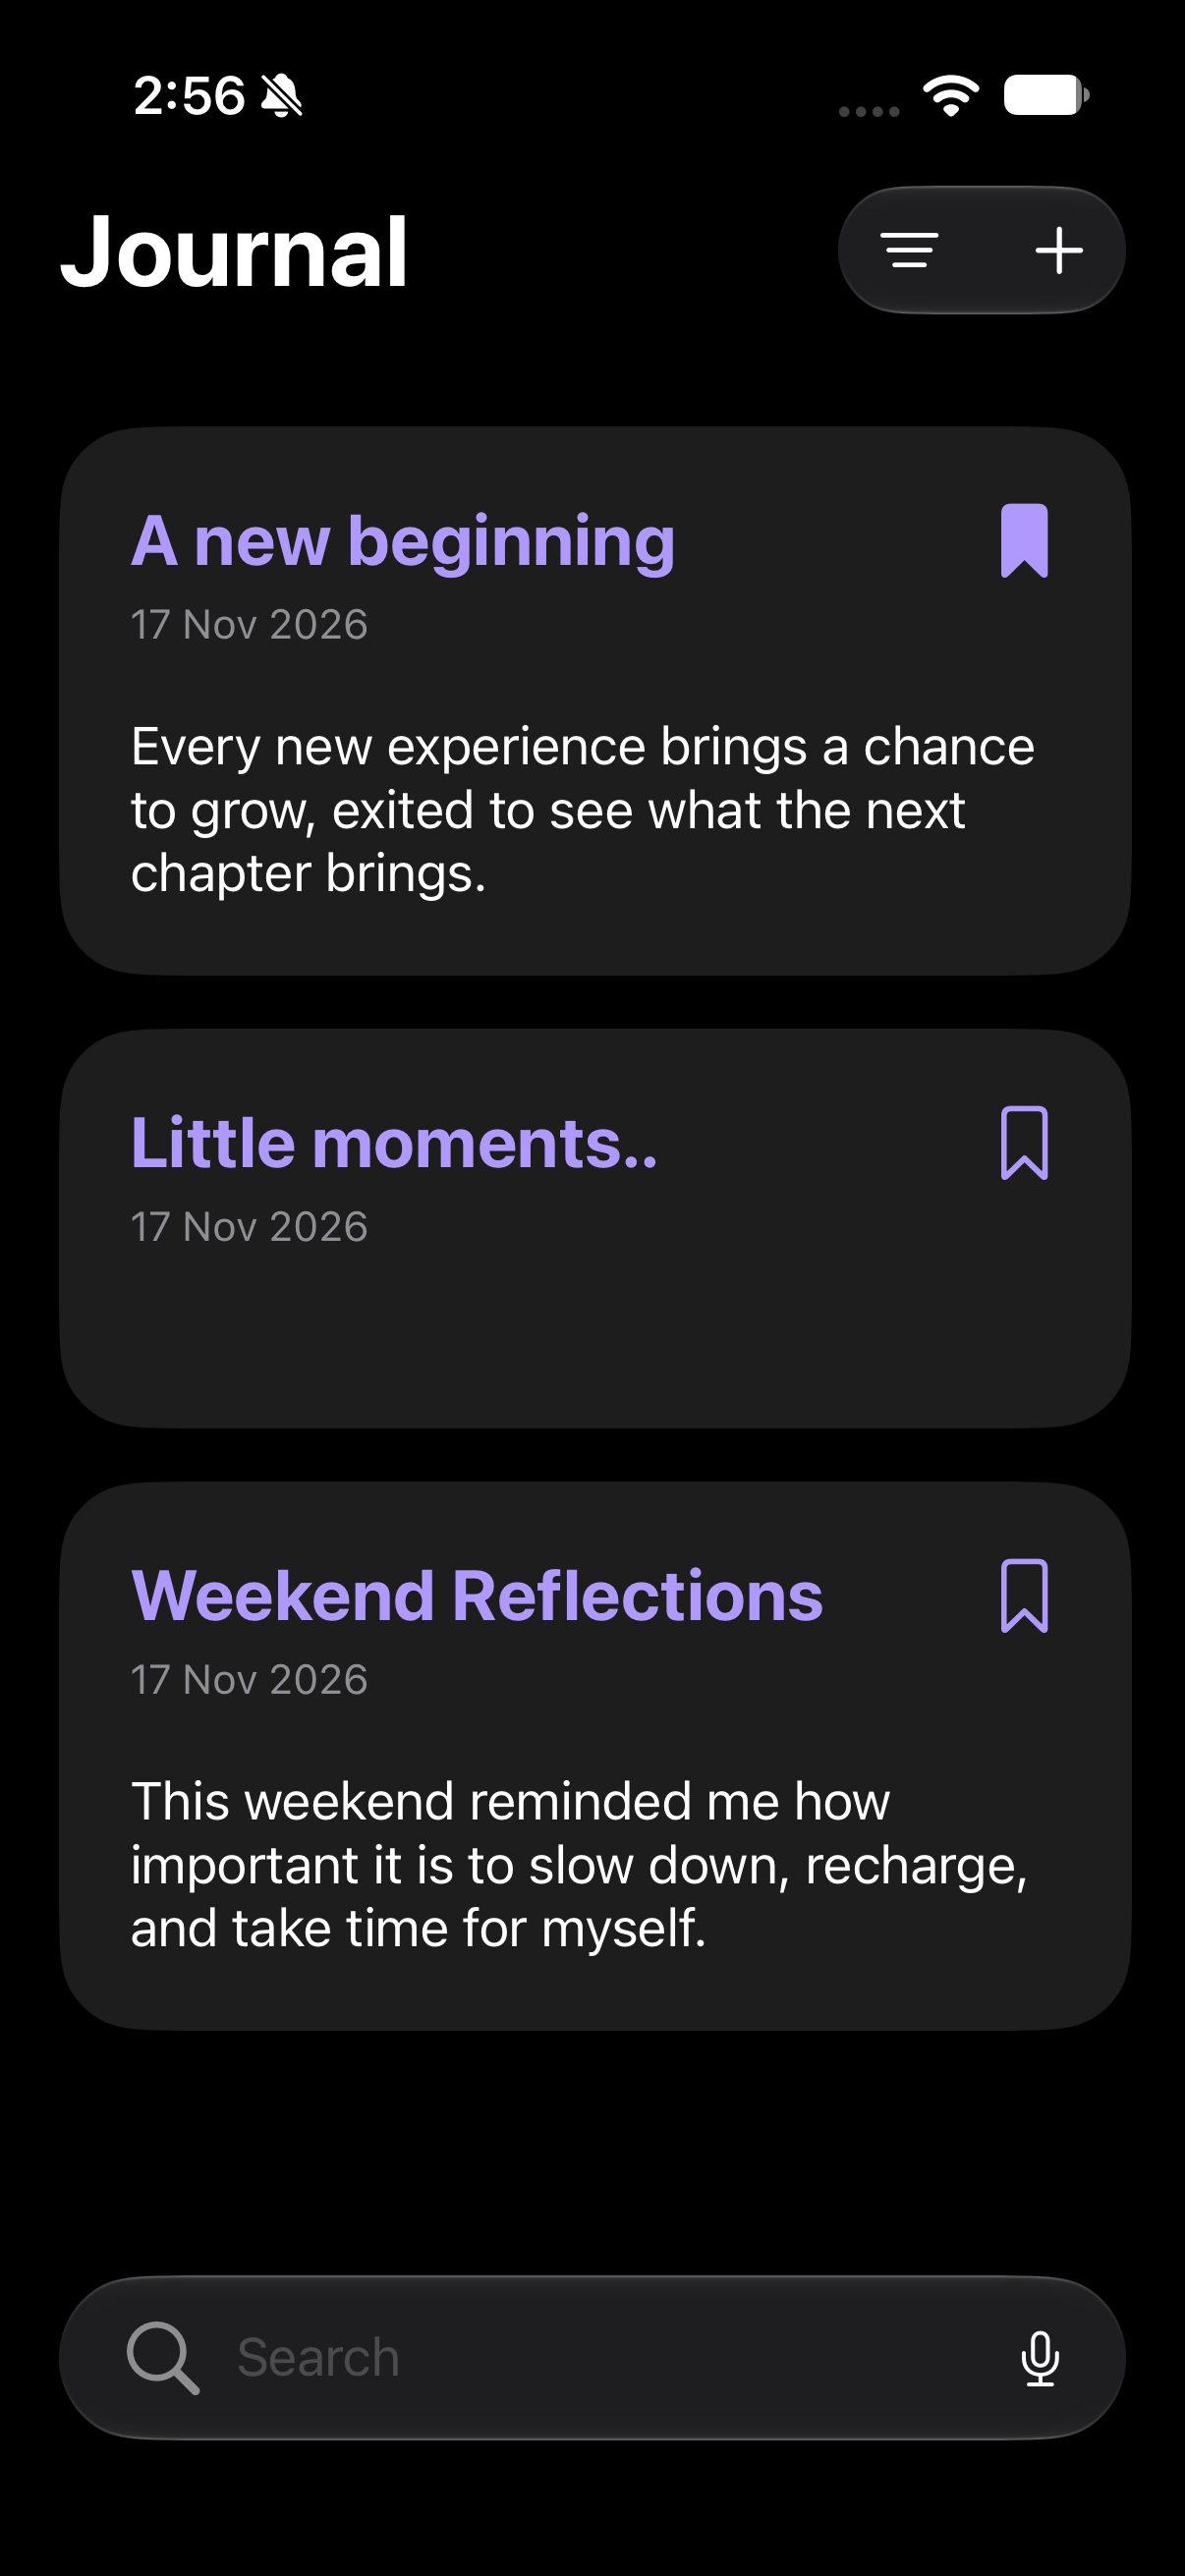 2:56
Journal
A new beginning
17 Nov 2026
Every new experience brings a chance
to grow, exited to see what the next
chapter brings.
Little moments..
17 Nov 2026
Weekend Reflections
17 Nov 2026
This weekend reminded me how
important it is to slow down, recharge,
and take time for myself.
Search